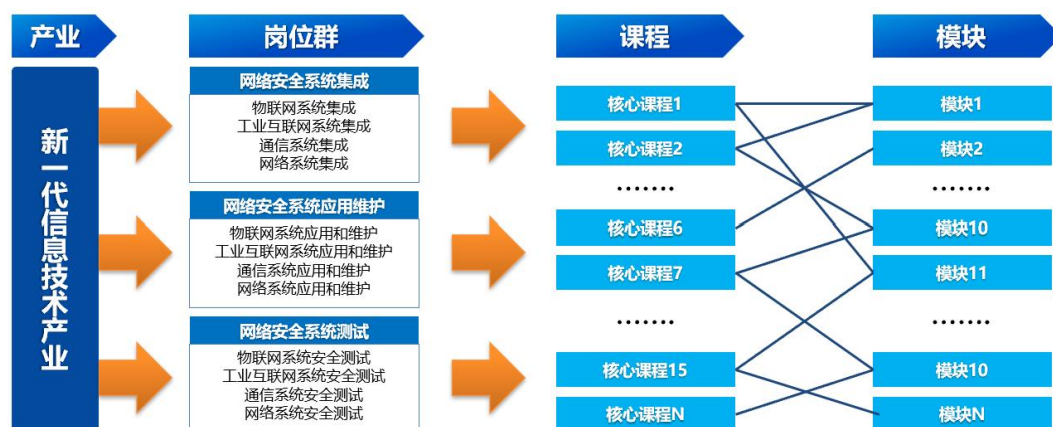 产业
岗位群
课程
模块
新一代信息技术产业
网络安全系统集成
物联网系统集成
工业互联网系统集成
通信系统集成
网络系统集成
网络安全系统应用维护
物联网系统应用和维护
工业互联网系统应用和维护
通信系统应用和维护
网络系统应用和维护
网络安全系统测试
物联网系统安全测试
工业互联网系统安全测试
通信系统安全测试
网络系统安全测试
核心课程1
核心课程2
.......
核心课程6
核心课程7
.......
核心课程15
核心课程N
模块1
模块2
.......
模块10
模块11
.......
模块10
模块N